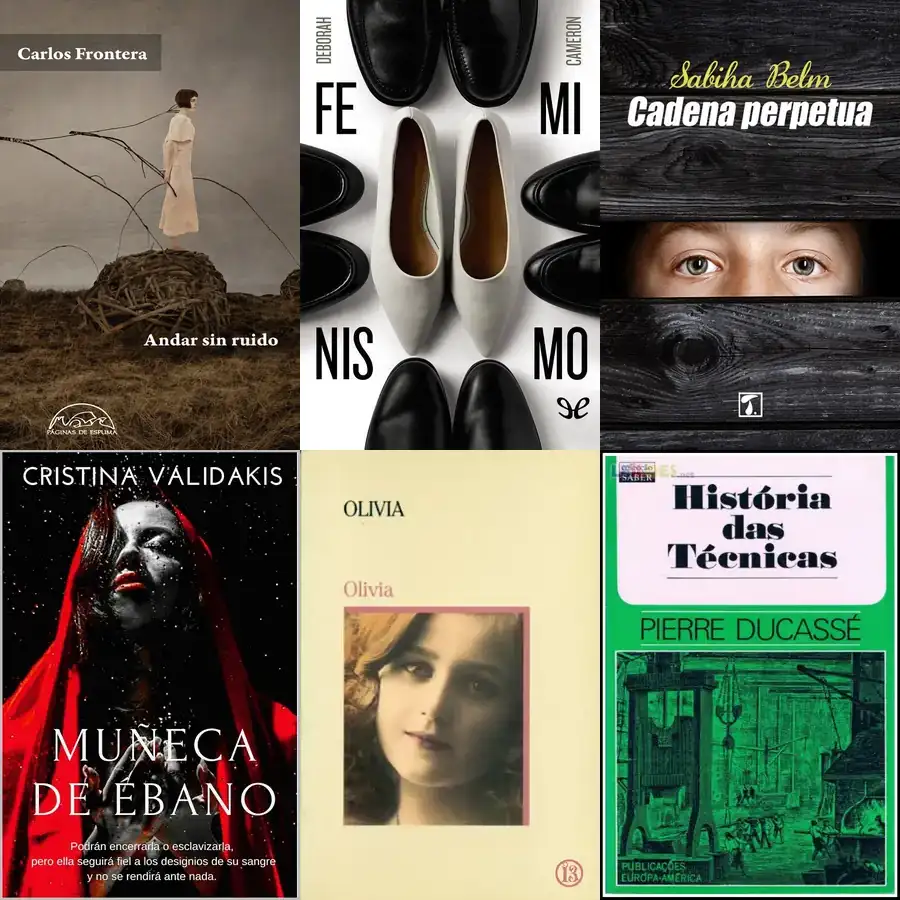 Carlos Frontera
Andar sin ruido
PÁGINAS DE ESPUMA
DEBORAH
CAMERON
FE
MI
NIS
MO
Sabiha Belm
Cadena perpetua
CRISTINA VALIDAKIS
MUÑECA
DE ÉBANO
Podrán encerrarla o esclavizarla,
pero ella seguirá fiel a los designios de su sangre
y no se rendirá ante nada.
OLIVIA
Olivia
13
SABER
História
das
Técnicas
PIERRE DUCASSÉ
PUBLICAÇÕES
EUROPA-AMÉRICA